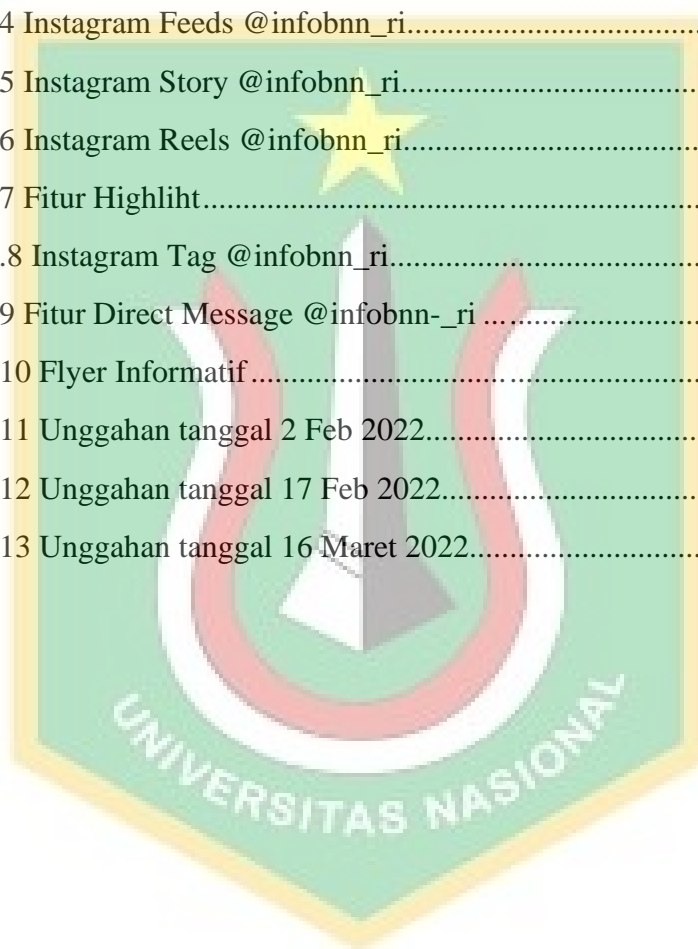 4 Instagram Feeds @infobnn_ri....................................
5 Instagram Story @infobnn_ri.....................................
6 Instagram Reels @infobnn_ri.....................................
7 Fitur Highliht..............................................................
.8 Instagram Tag @infobnn_ri.......................................
9 Fitur Direct Message @infobnn-_ri ...........................
10 Flyer Informatif........................................................
11 Unggahan tanggal 2 Feb 2022..................................
12 Unggahan tanggal 17 Feb 2022................................
13 Unggahan tanggal 16 Maret 2022.............................
UNIVERSITAS NASIONAL